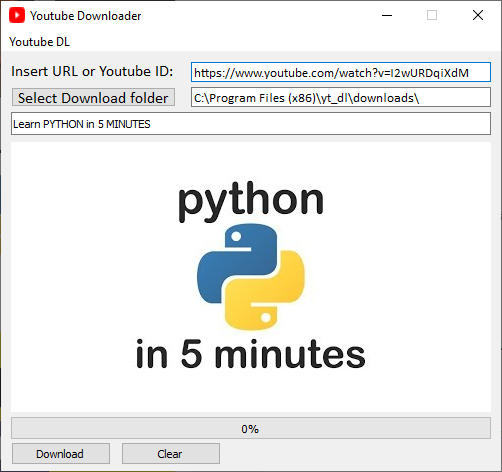 Youtube Downloader
Youtube DL
Insert URL or Youtube ID:
https://www.youtube.com/watch?v=I2wURDqiXdM
Select Download folder
C:\Program Files (x86)\yt_dl\downloads\
Learn PYTHON in 5 MINUTES
python
in 5 minutes
0%
Download
Clear